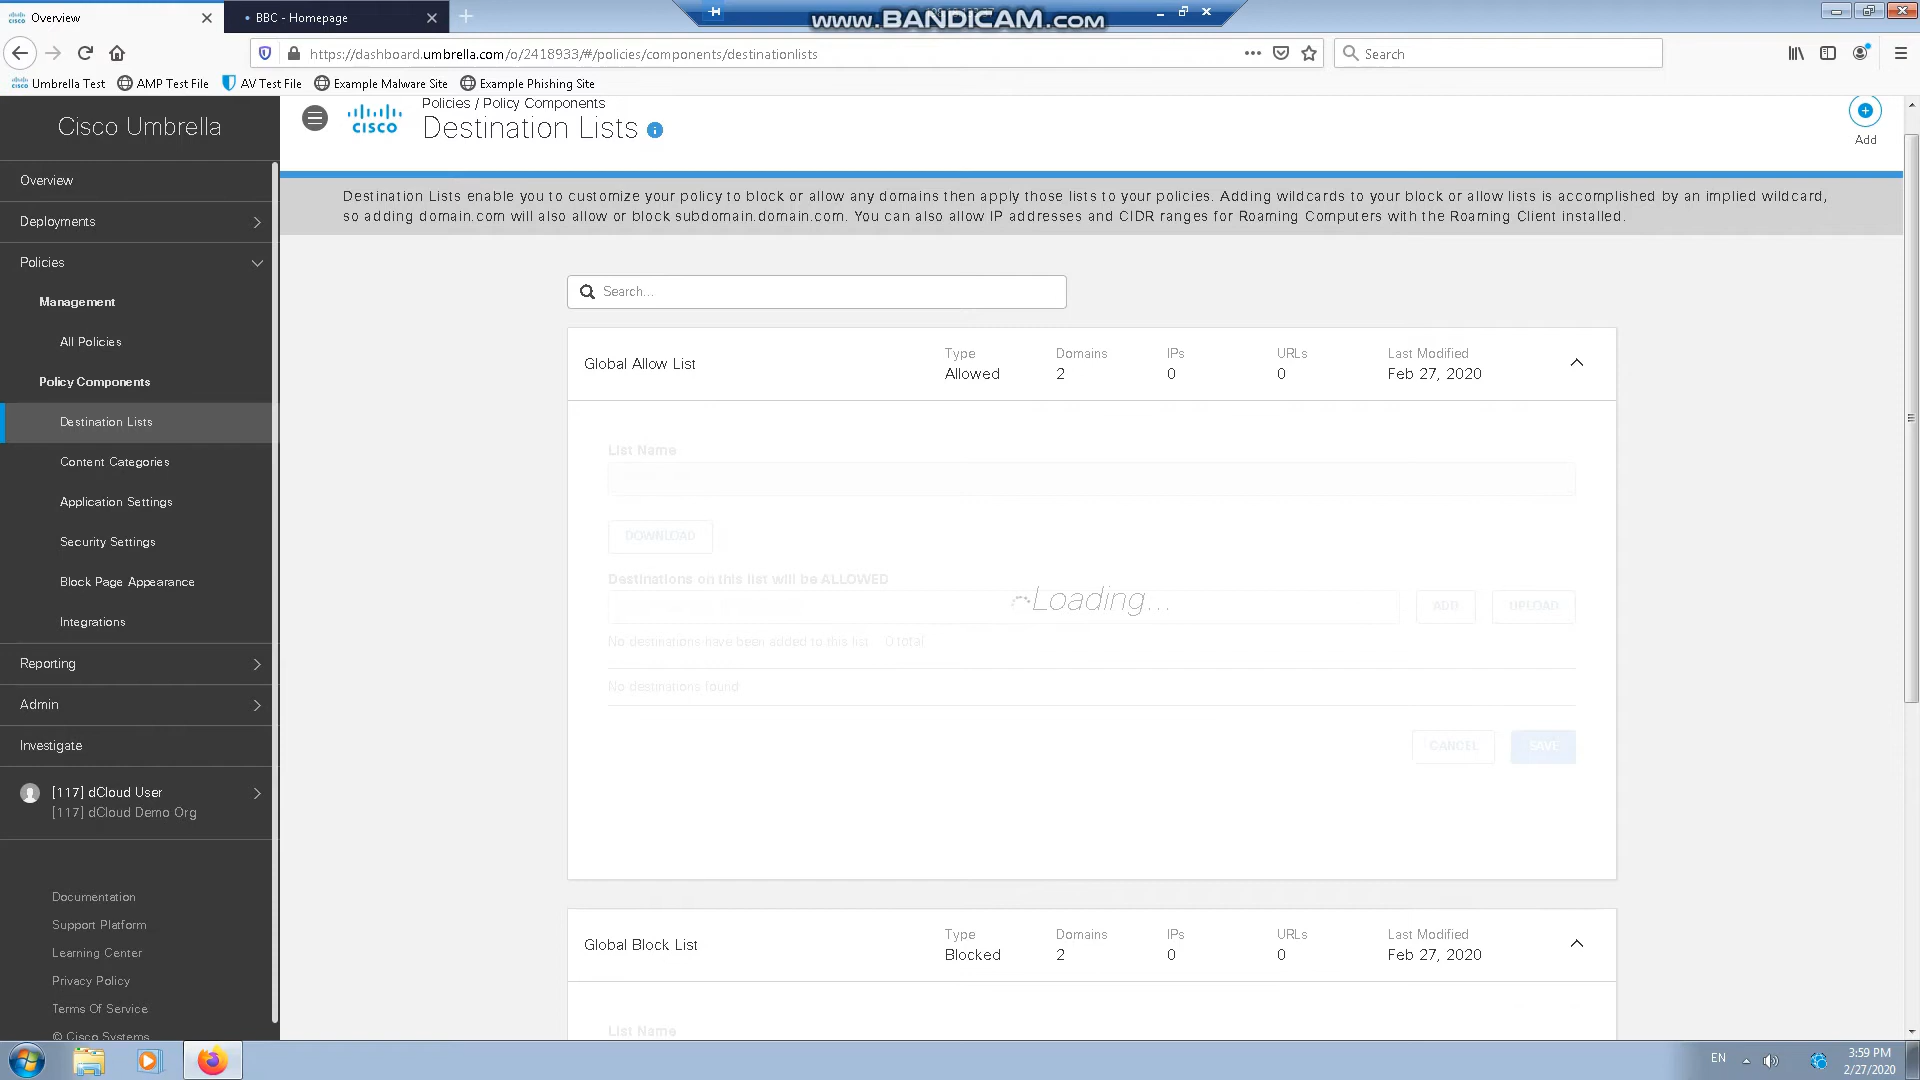 Overview
BBC - Homepage
www.BANDICAM.com
https://dashboard.umbrella.com/o/2418933/#/policies/components/destinationlists
Search
Umbrella Test
AMP Test File
AV Test File
Example Malware Site
Example Phishing Site
Cisco Umbrella
Overview
Deployments
Policies
Management
All Policies
Policy Components
Destination Lists
Content Categories
Application Settings
Security Settings
Block Page Appearance
Integrations
Reporting
Admin
Investigate
[117] dCloud User
[117] dCloud Demo Org
Documentation
Support Platform
Learning Center
Privacy Policy
Terms Of Service
© Cisco Systems
cisco
Policies / Policy Components
Destination Lists
Add
Destination Lists enable you to customize your policy to block or allow any domains then apply those lists to your policies. Adding wildcards to your block or allow lists is accomplished by an implied wildcard,
so adding domain.com will also allow or block subdomain.domain.com. You can also allow IP addresses and CIDR ranges for Roaming Computers with the Roaming Client installed.
Search...
Global Allow List
Type
Allowed
Domains
2
IPs
0
URLs
0
Last Modified
Feb 27, 2020
List Name
DOWNLOAD
Destinations on this list will be ALLOWED
Loading...
ADD
UPLOAD
No destinations have been added to this list 0 total
No destinations found
CANCEL
SAVE
Global Block List
Type
Blocked
Domains
2
IPs
0
URLs
0
Last Modified
Feb 27, 2020
List Name
EN
3:59 PM
2/27/2020